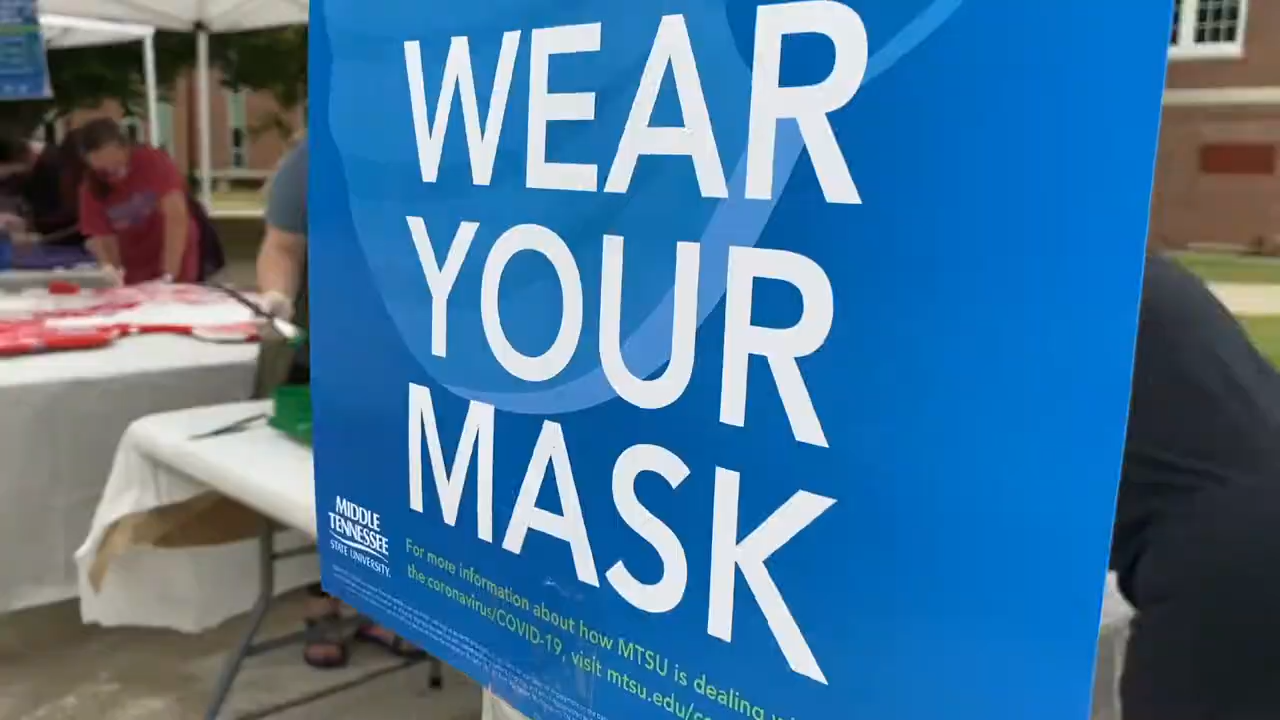 WEAR
YOUR
MASK
MIDDLE
TENNESSEE
STATE UNIVERSITY.
For more information about how MTSU is dealing
the coronavirus/COVID-19, visit mtsu.edu/co